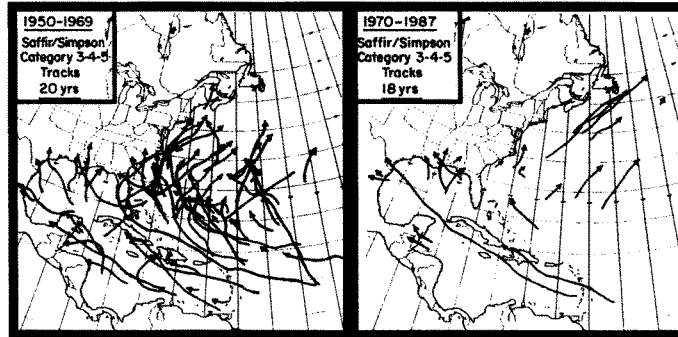 1950-1969
Saffir/Simpson
Category 3-4-5
Tracks
20 yrs
1970-1987
Saffir/Simpson
Category 3-4-5
Tracks
18 yrs